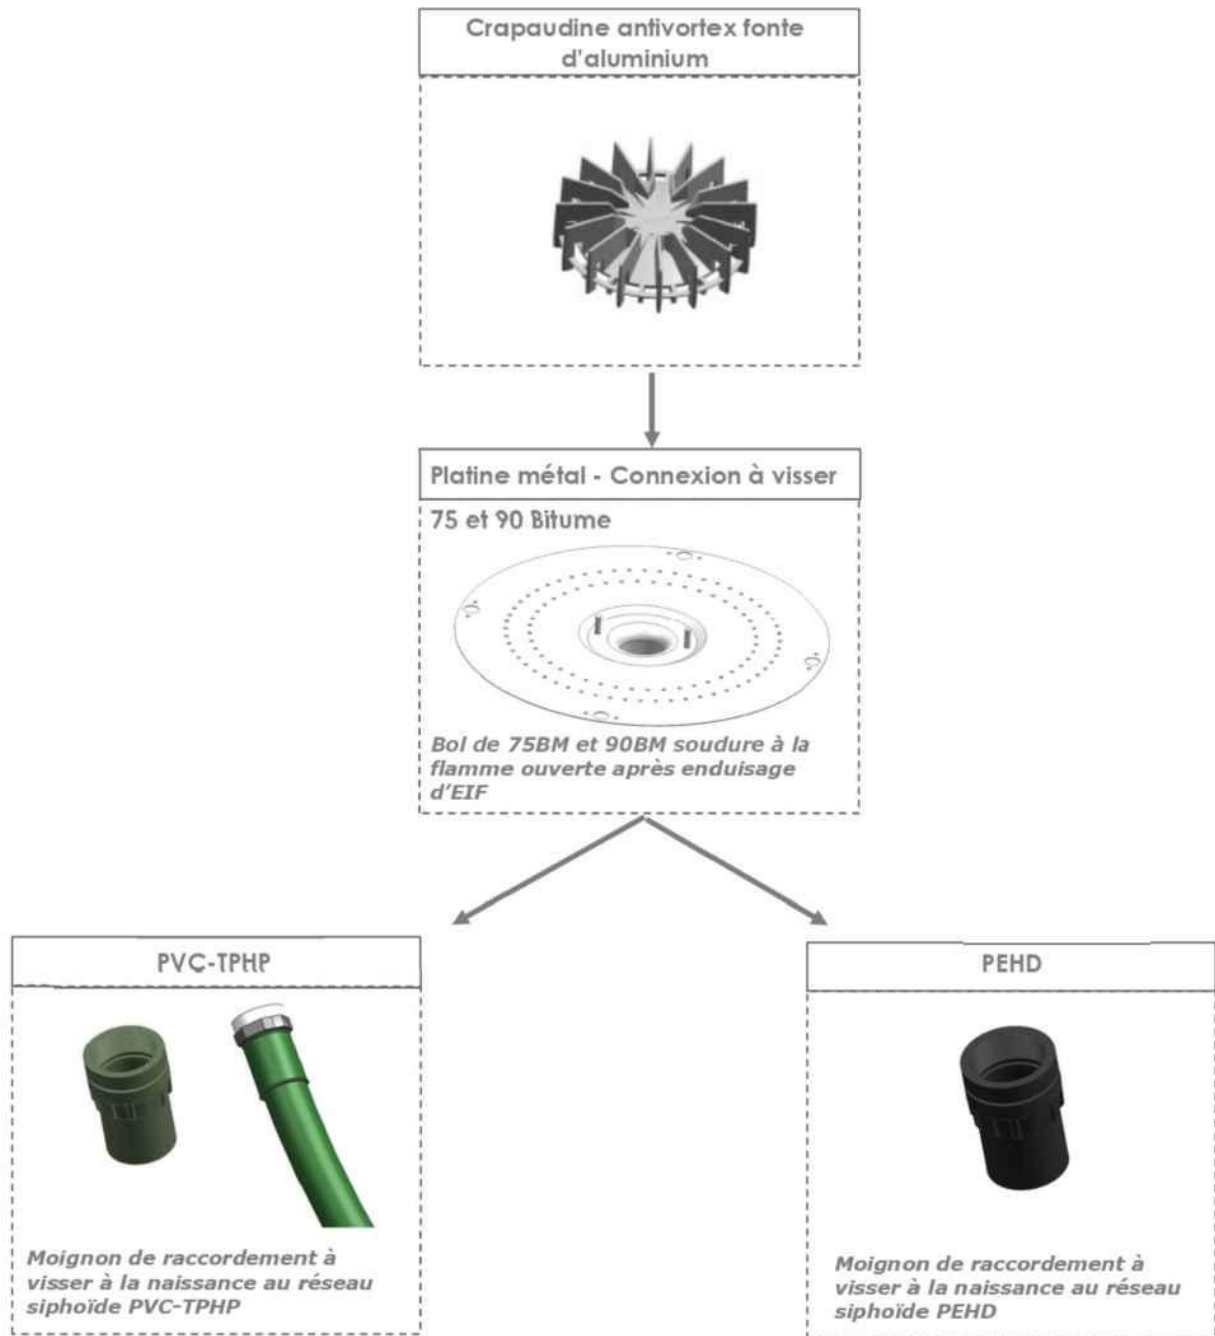 Crapaudine antivortex fonte
d'aluminium
Platine métal - Connexion à visser
75 et 90 Bitume
Bol de 75BM et 90BM soudure à la
flamme ouverte après enduisage
d'EIF
PVC-TPHP
Moignon de raccordement à
visser à la naissance au réseau
siphoïde PVC-TPHP
PEHD
Moignon de raccordement à
visser à la naissance au réseau
siphoïde PEHD